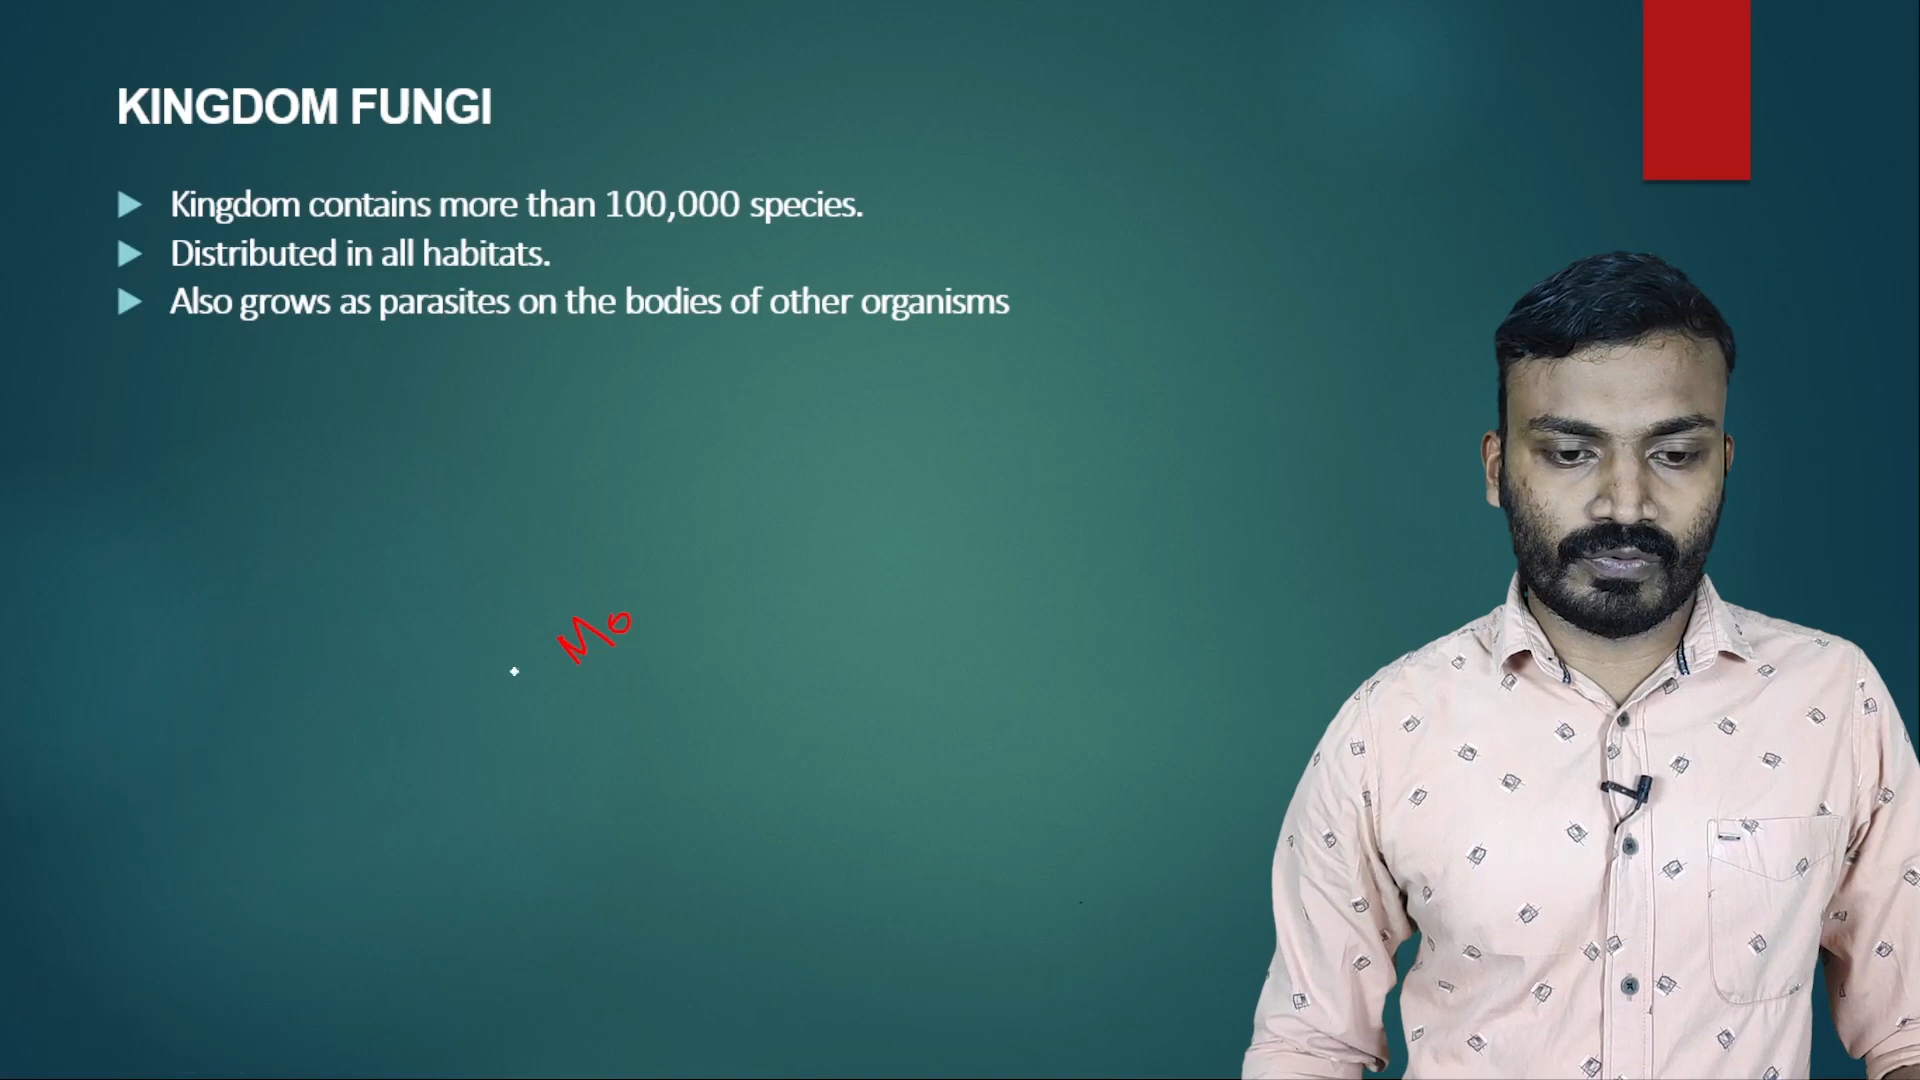 KINGDOM FUNGI
Kingdom contains more than 100,000 species.
Distributed in all habitats.
Also grows as parasites on the bodies of other organisms
Mo